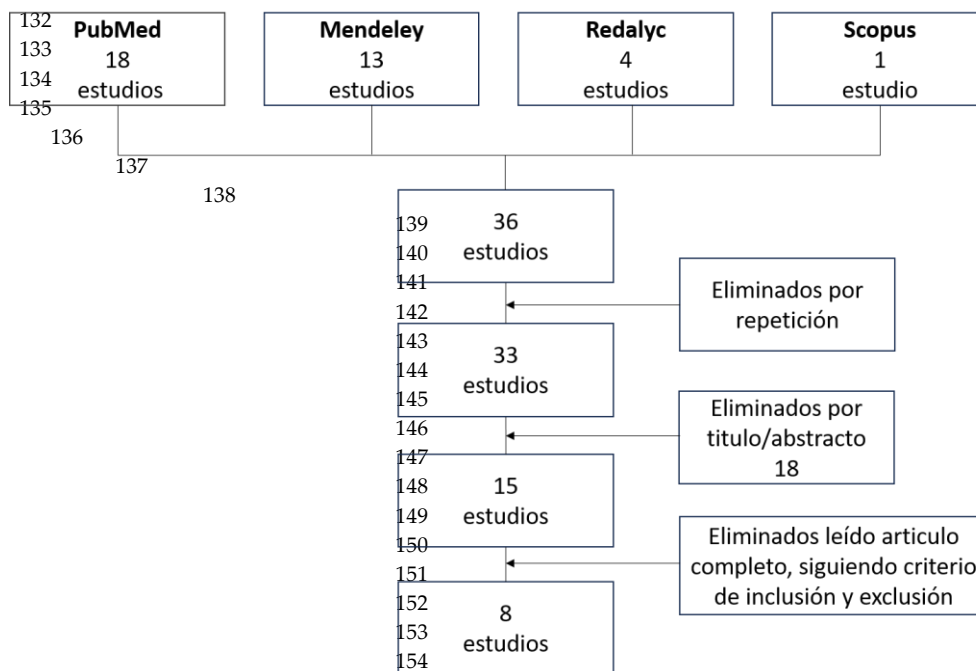 132
133
134
135
136
137
138
139
140
141
142
143
144
145
146
147
148
149
150
151
152
153
154
PubMed
18
estudios
Mendeley
13
estudios
Redalyc
4
estudios
Scopus
1
estudio
36
estudios
Eliminados por
repetición
33
estudios
Eliminados por
titulo/abstracto
18
15
estudios
Eliminados leído articulo
completo, siguiendo criterio
de inclusión y exclusión
8
estudios